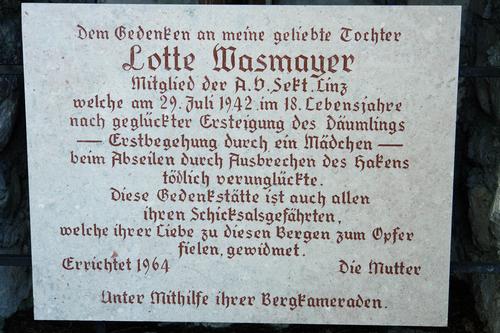 Dem Gedenken an meine geliebte Tochter
Lotte Wasmayer
Mitglied der A.V. Sekt. Linz
welche am 29. Juli 1942 im 18. Lebensjahre
nach geglückter Ersteigung des Däumlings
— Erstbegehung durch ein Mädchen —
beim Abseilen durch Ausbrechen des Hakens
tödlich verunglückte.
Diese Gedenkstätte ist auch allen
ihren Schicksalsgefährten,
welche ihrer Liebe zu diesen Bergen zum Opfer
fielen, gewidmet.
Errichtet 1964 Die Mutter
Unter Mithilfe ihrer Bergkameraden.